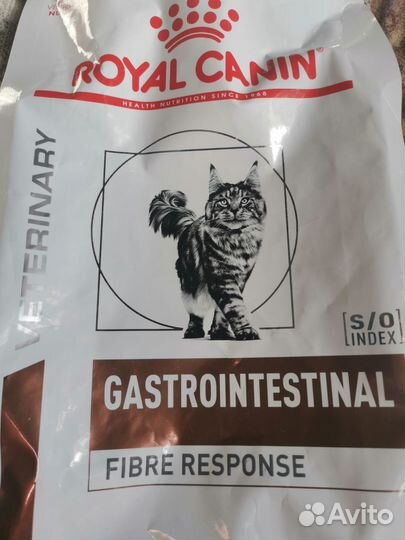 ROYAL CANIN
HEALTH NUTRITION SINCE 1968
VETERINARY
[S/O]
INDEX]
GASTROINTESTINAL
FIBRE RESPONSE
Avito